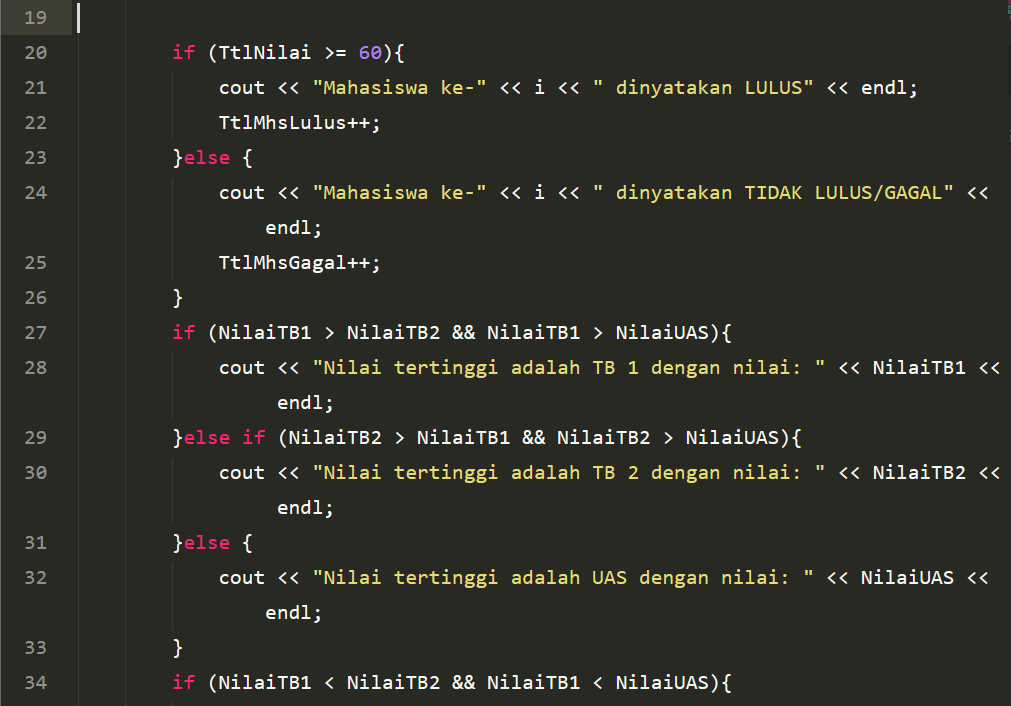 19
20 if (TtlNilai >= 60){
21 cout << "Mahasiswa ke-" << i << " dinyatakan LULUS" << endl;
22 TtlMhsLulus++;
23 }else {
24 cout << "Mahasiswa ke-" << i << " dinyatakan TIDAK LULUS/GAGAL" <<
endl;
25 TtlMhsGagal++;
26 }
27 if (NilaiTB1 > NilaiTB2 && NilaiTB1 > NilaiUAS){
28 cout << "Nilai tertinggi adalah TB 1 dengan nilai: " << NilaiTB1 <<
endl;
29 }else if (NilaiTB2 > NilaiTB1 && NilaiTB2 > NilaiUAS){
30 cout << "Nilai tertinggi adalah TB 2 dengan nilai: " << NilaiTB2 <<
endl;
31 }else {
32 cout << "Nilai tertinggi adalah UAS dengan nilai: " << NilaiUAS <<
endl;
33 }
34 if (NilaiTB1 < NilaiTB2 && NilaiTB1 < NilaiUAS){